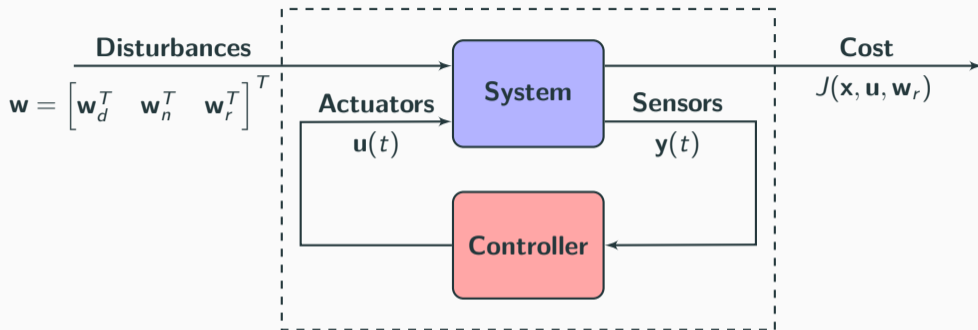 Disturbances
Cost
w = [w_d^T w_n^T w_r^T]^T
System
J(x, u, w_r)
Actuators
Sensors
u(t)
y(t)
Controller